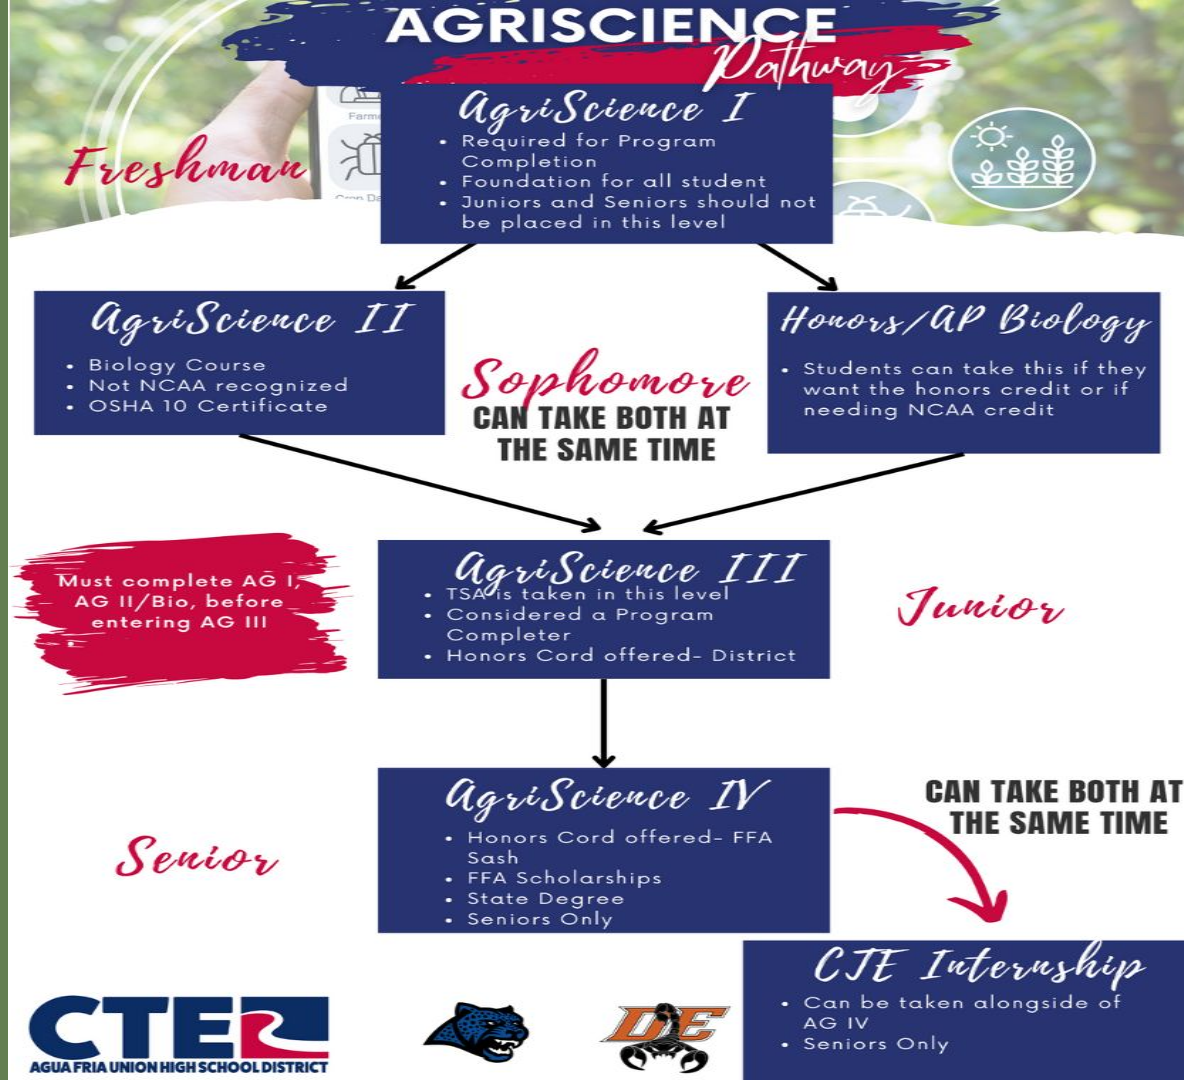 AGRISCIENCE
Pathway
AgriScience I
• Required for Program
Completion
• Foundation for all student
• Juniors and Seniors should not
be placed in this level
Freshman
Farme
Crop Da
AgriScience II
• Biology Course
• Not NCAA recognized
• OSHA 10 Certificate
Sophomore
CAN TAKE BOTH AT
THE SAME TIME
Honors/AP Biology
• Students can take this if they
want the honors credit or if
needing NCAA credit
Must complete AG I,
AG II/Bio, before
entering AG III
AgriScience III
• TSA is taken in this level
• Considered a Program
Completer
• Honors Cord offered- District
Junior
Senior
AgriScience IV
• Honors Cord offered- FFA
Sash
• FFA Scholarships
• State Degree
• Seniors Only
CAN TAKE BOTH AT
THE SAME TIME
CTE Internship
• Can be taken alongside of
AG IV
• Seniors Only
CTER
AGUA FRIA UNION HIGH SCHOOL DISTRICT
DE